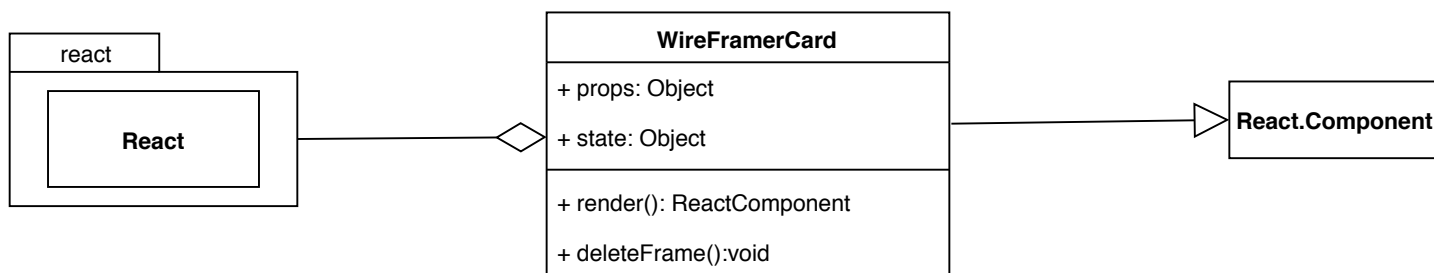 react
React
WireFramerCard
+ props: Object
+ state: Object
+ render(): ReactComponent
+ deleteFrame():void
React.Component